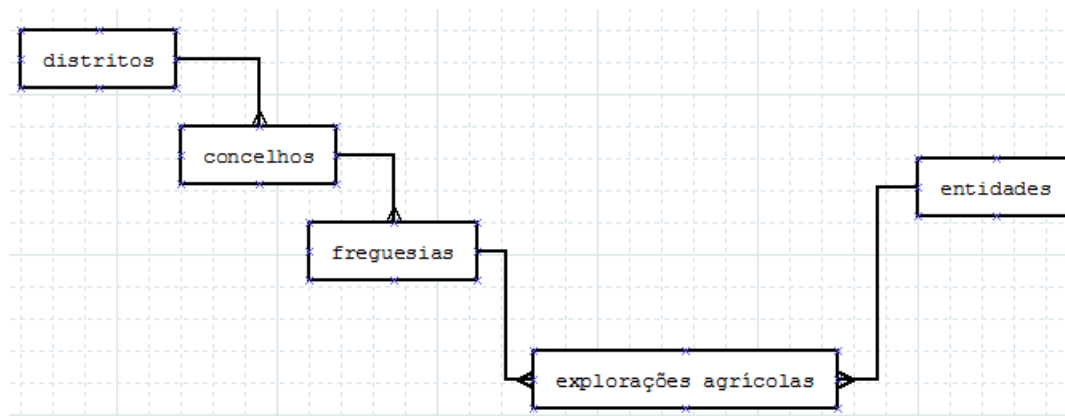 distritos
concelhos
entidades
freguesias
explorações agrícolas